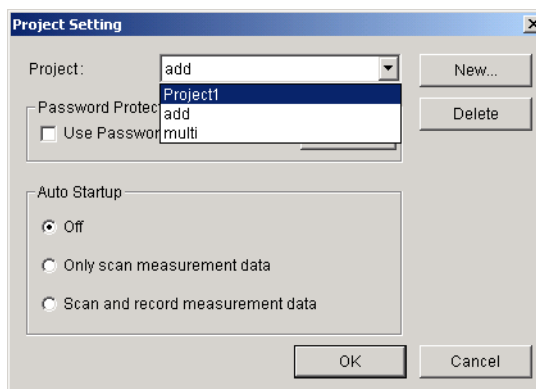 Project Setting
Project: add New...
Project1
Password Protec add Delete
Use Passwor multi
Auto Startup
Off
Only scan measurement data
Scan and record measurement data
OK Cancel